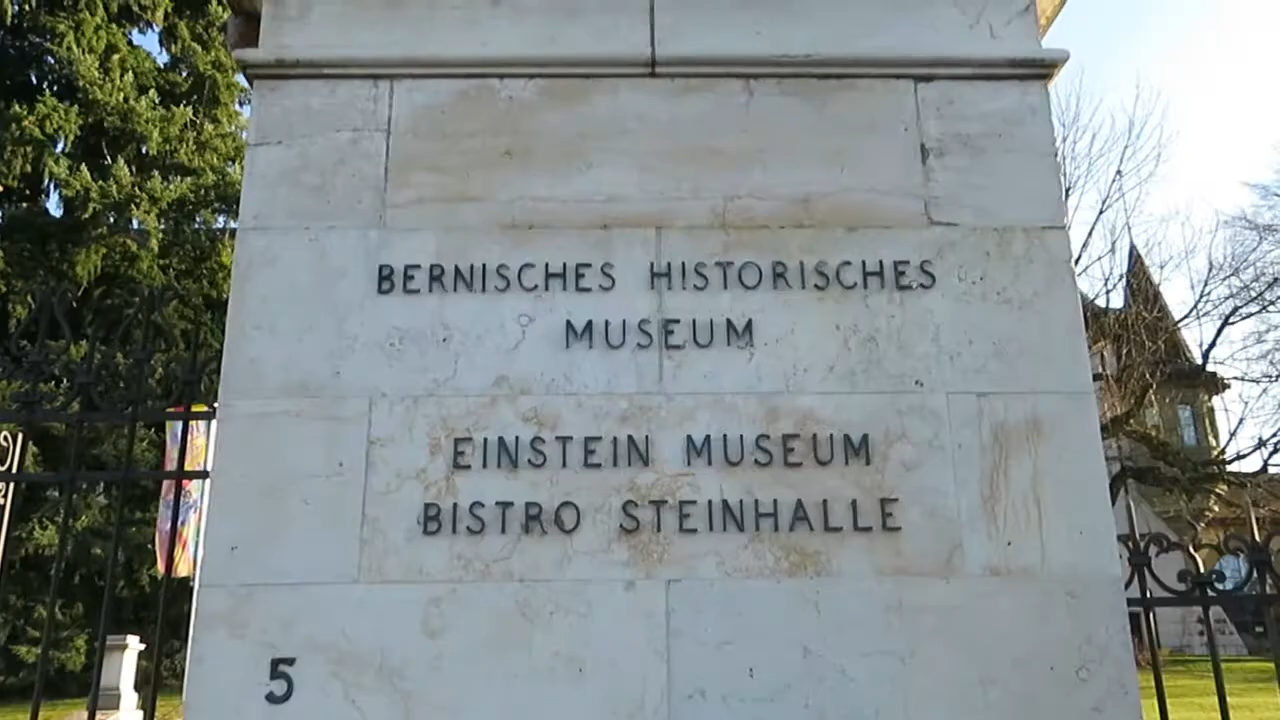 BERNISCHES HISTORISCHES
MUSEUM
EINSTEIN MUSEUM
BISTRO STEINHALLE
5